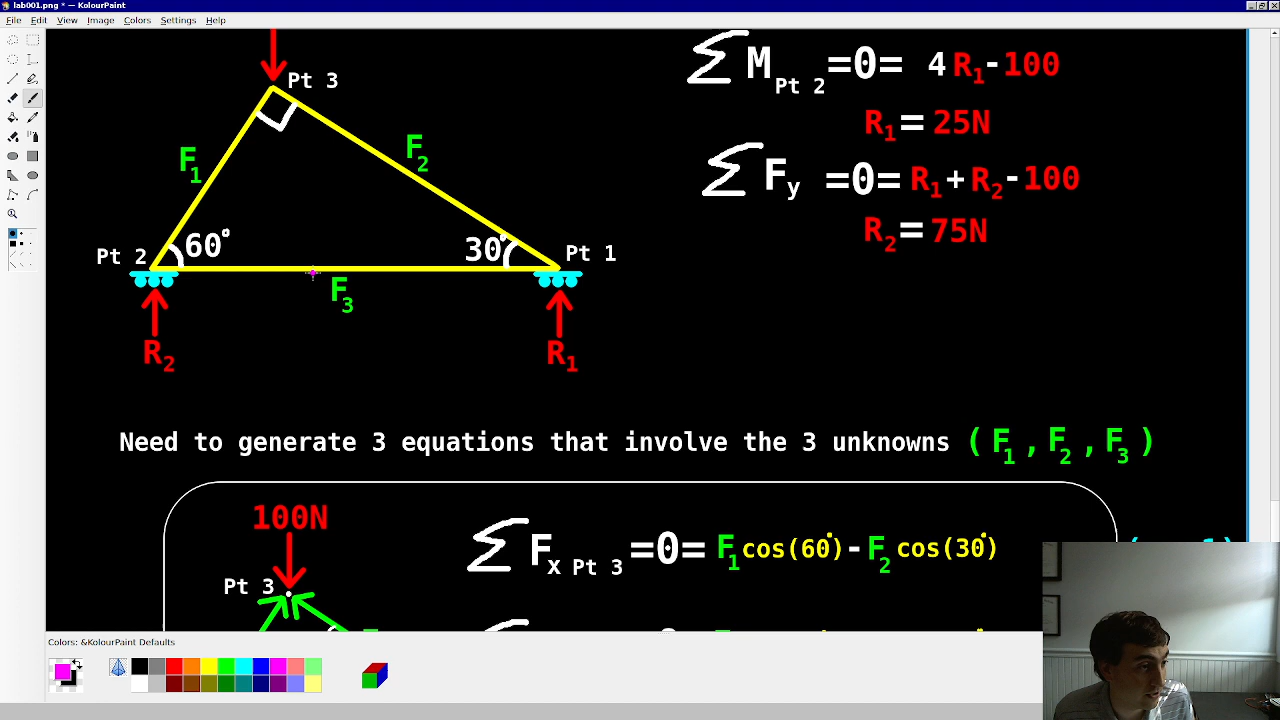 lab001.png * — KolourPaint
File Edit View Image Colors Settings Help
Pt 3
F1
F2
60°
30°
Pt 2
Pt 1
F3
R2
R1
∑ M Pt 2 =0= 4R1-100
R1=25N
∑ Fy =0= R1+R2-100
R2=75N
Need to generate 3 equations that involve the 3 unknowns (F1,F2,F3)
100N
Pt 3
∑ Fx Pt 3 =0= F1cos(60°)-F2cos(30°)
Colors: &KolourPaint Defaults